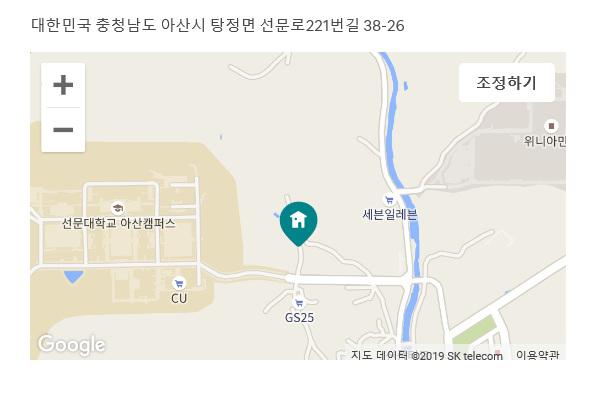 대한민국 충청남도 아산시 탕정면 선문로221번길 38-26
조정하기
위니아만
선문대학교 아산캠퍼스
세븐일레븐
CU
GS25
Google
지도 데이터 ©2019 SK telecom
이용약관